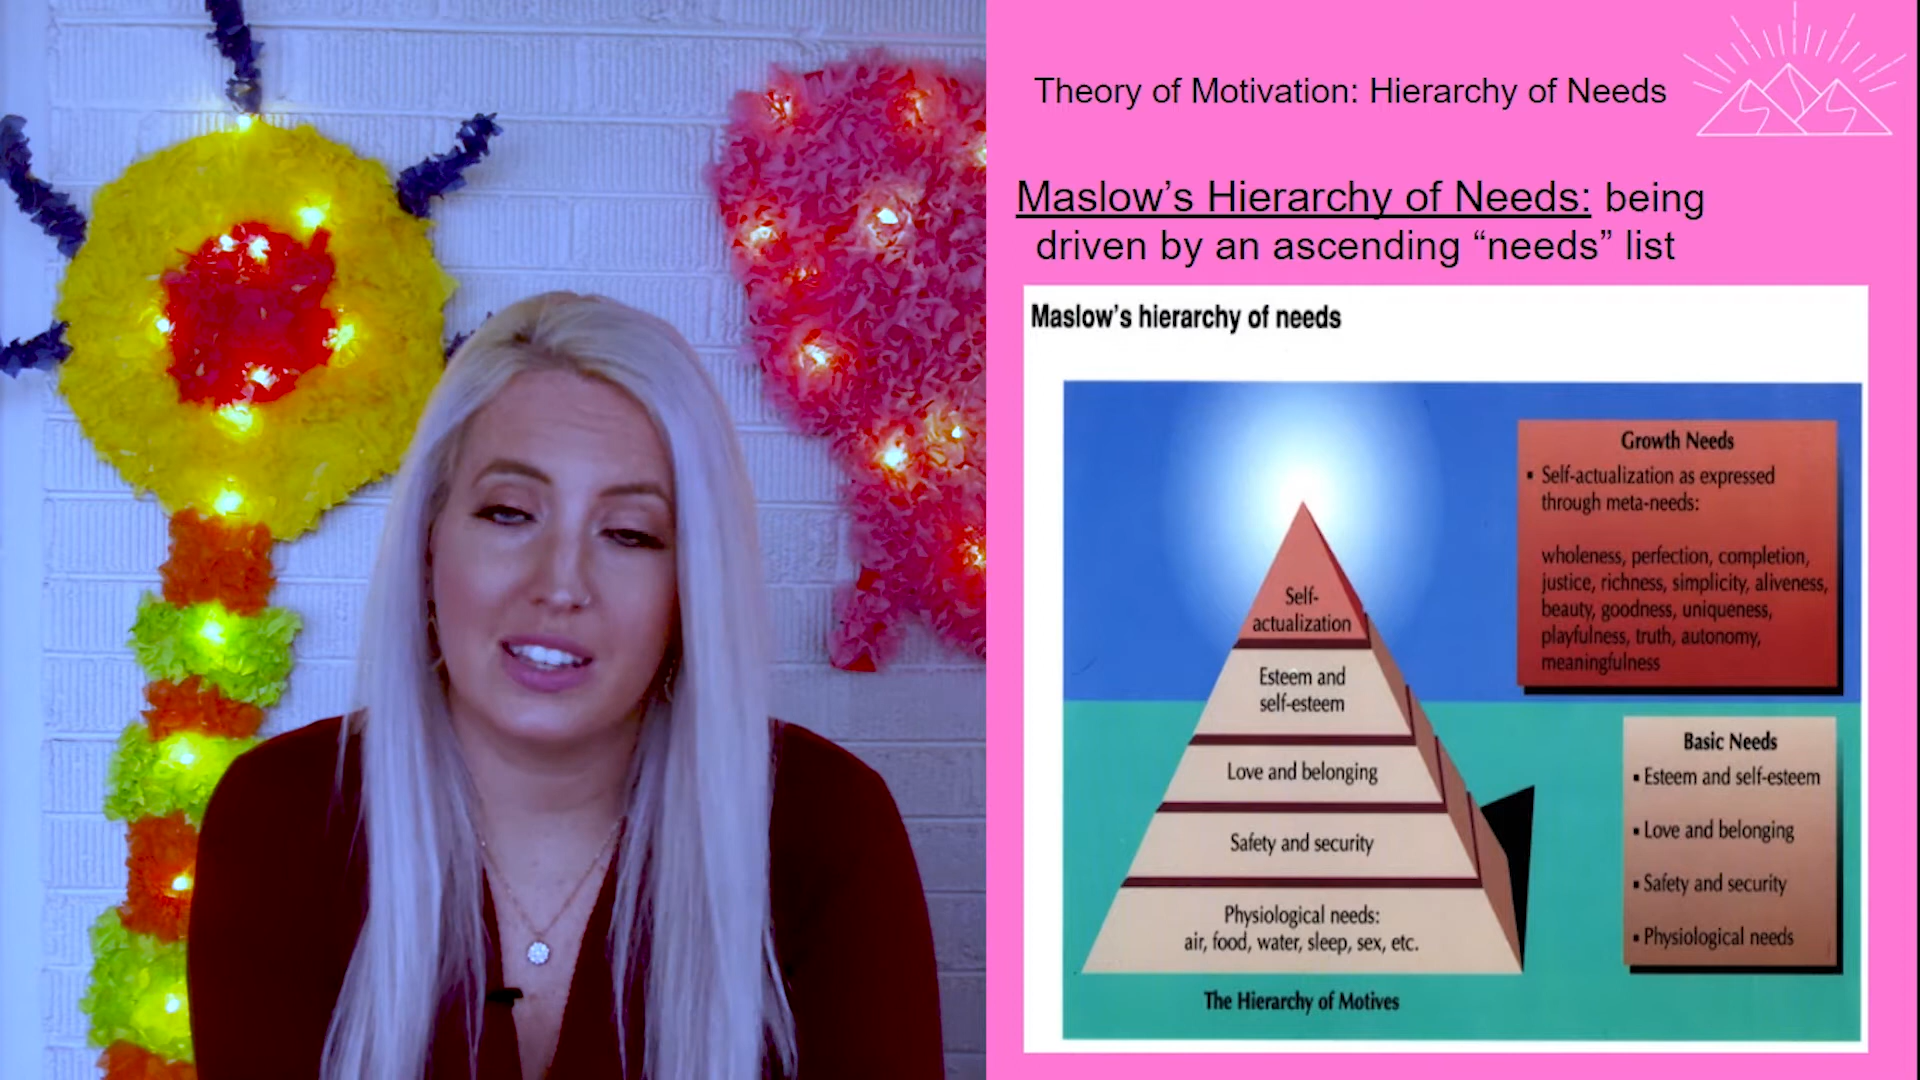 Theory of Motivation: Hierarchy of Needs
Maslow’s Hierarchy of Needs: being
driven by an ascending “needs” list
Maslow’s hierarchy of needs
Growth Needs
▪ Self-actualization as expressed
through meta-needs:
wholeness, perfection, completion,
justice, richness, simplicity, aliveness,
beauty, goodness, uniqueness,
playfulness, truth, autonomy,
meaningfulness
Self-
actualization
Esteem and
self-esteem
Love and belonging
Safety and security
Physiological needs:
air, food, water, sleep, sex, etc.
The Hierarchy of Motives
Basic Needs
▪ Esteem and self-esteem
▪ Love and belonging
▪ Safety and security
▪ Physiological needs